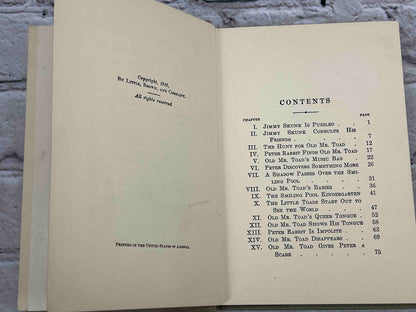 Copyright, 1916,
By Little, Brown, and Company.
All rights reserved
Printed in the United States of America
CONTENTS
CHAPTER PAGE
I. Jimmy Skunk Is Puzzled . . 1
II. Jimmy Skunk Consults His
Friends . . . . 7
III. The Hunt for Old Mr. Toad . 12
IV. Peter Rabbit Finds Old Mr. Toad 17
V. Old Mr. Toad's Music Bag . 22
VI. Peter Discovers Something More 26
VII. A Shadow Passes Over the Smi-
ling Pool . . . . 31
VIII. Old Mr. Toad's Babies . . 36
IX. The Smiling Pool Kindergarten 41
X. The Little Toads Start Out to
See the World . . . 47
XI. Old Mr. Toad's Queer Tongue . 52
XII. Old Mr. Toad Shows His Tongue 58
XIII. Peter Rabbit Is Impolite . . 63
XIV. Old Mr. Toad Disappears . . 69
XV. Old Mr. Toad Gives Peter a
Scare . . . . 75